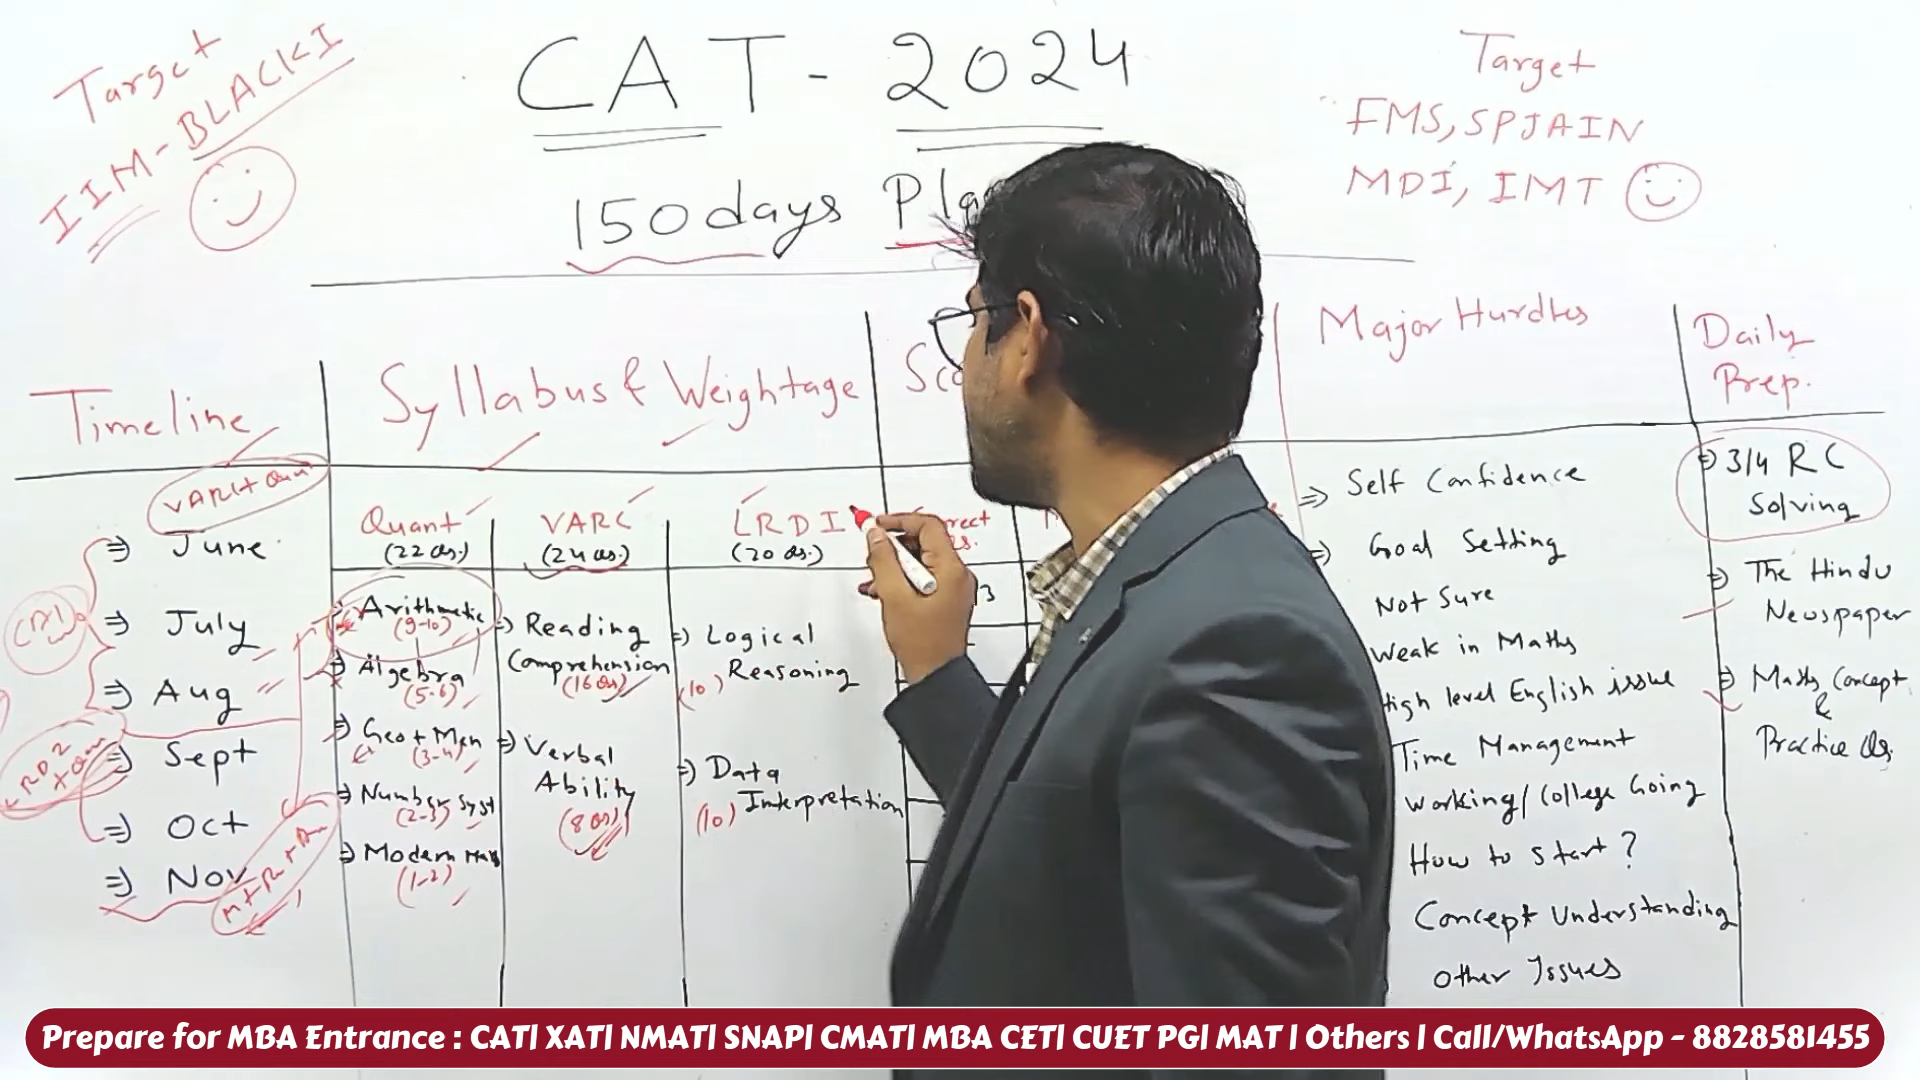 Target
IIM-BLACKI
CAT - 2024
150 days
Target
FMS, SPJAIN
MDI, IMT
Timeline
VARC+
=> June
=> July
=> Aug
=> Sept
=> Oct
=> Nov
Syllabus & Weightage
Quant
(22 Qs.)
Arithmetic
(9-10)
=> Algebra
(5-6)
=> Geo + Men
(3-4)
=> Number Syst
(2-3)
=> Modern
(1-2)
VARC
(24 Qs.)
=> Reading
Comprehension
(16 Qs)
=> Verbal
Ability
(8 Qs)
LRDI
(20 Qs.)
=> Logical
Reasoning
(10)
=> Data
Interpretation
(10)
Major Hurdles
=> Self Confidence
=> Goal Setting
Not Sure
Weak in Maths
High level English issue
Time Management
Working/College Going
How to start?
Concept Understanding
Other Issues
Daily
Prep.
=> 3/4 RC
Solving
=> The Hindu
Newspaper
=> Maths Concept
&
Practice Qs.
Prepare for MBA Entrance : CAT| XAT| NMAT| SNAP| CMAT| MBA CET| CUET PG| MAT | Others | Call/WhatsApp - 8828581455